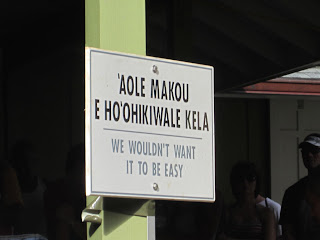 ‘AOLE MAKOU
E HO‘OHIKIWALE KELA
WE WOULDN'T WANT
IT TO BE EASY